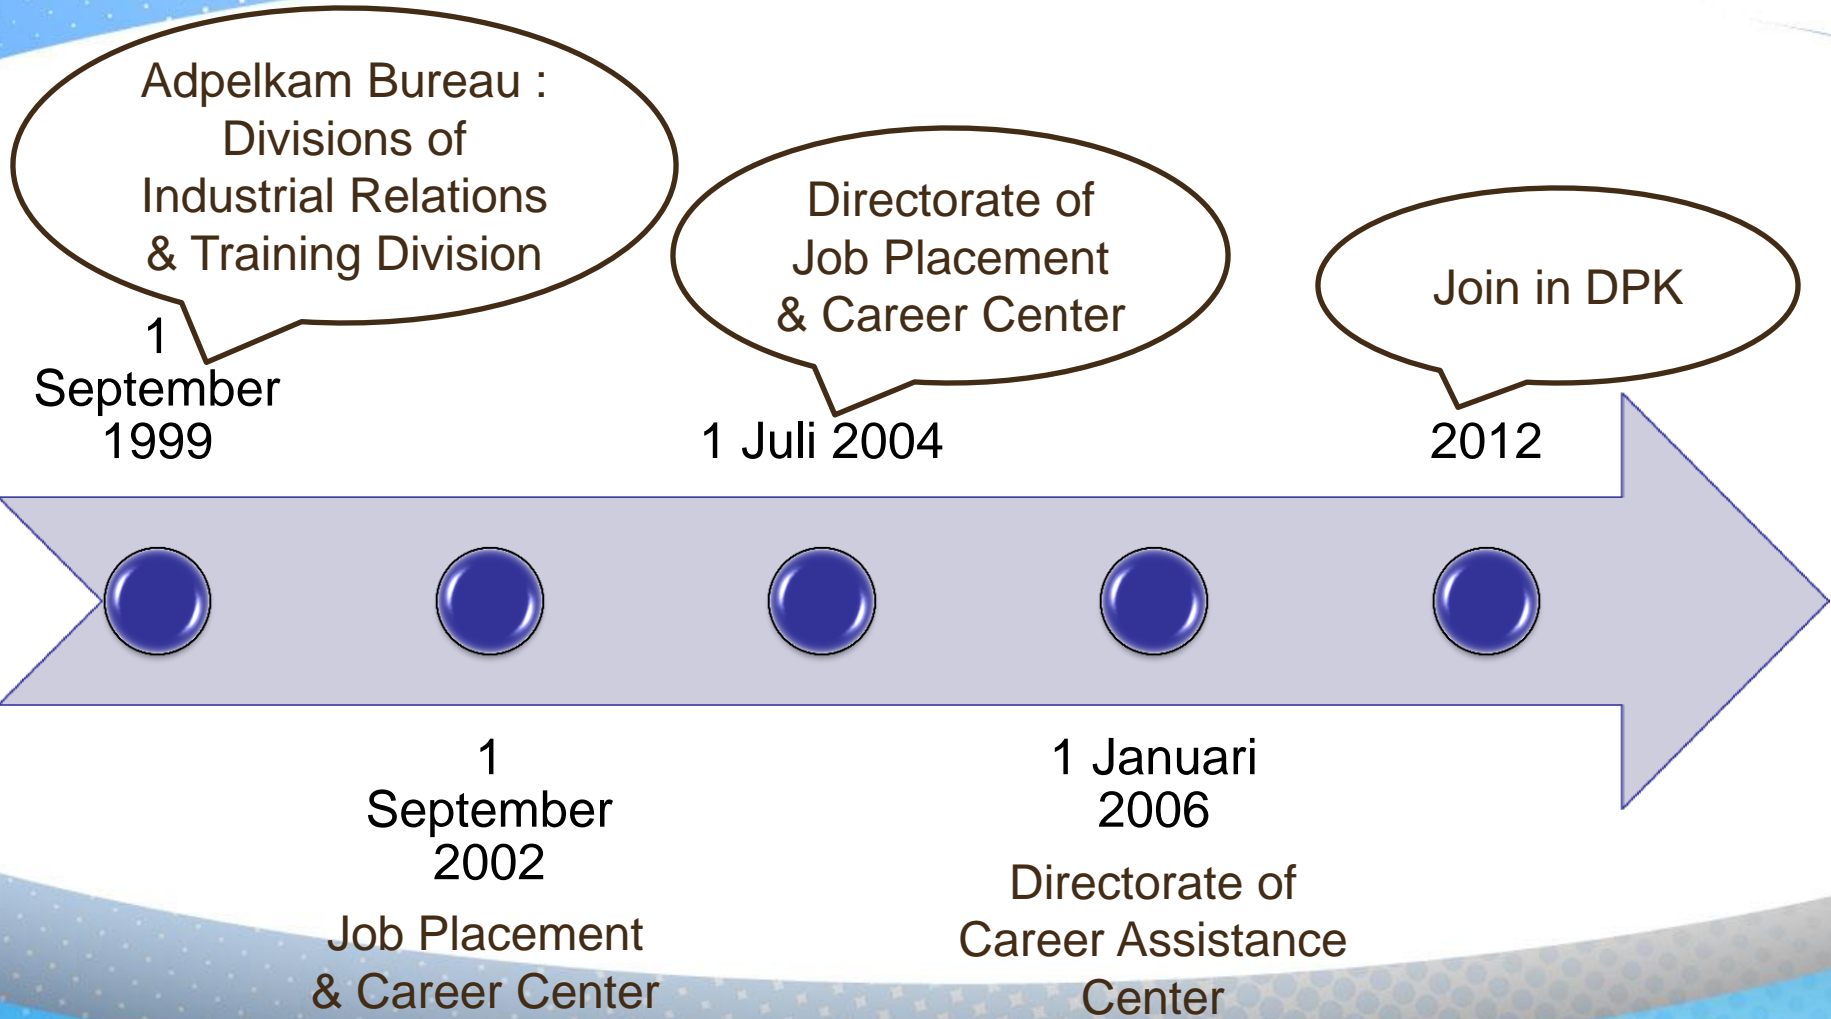 Adpelkam Bureau :
Divisions of
Industrial Relations
& Training Division
1
September
1999
1
September
2002
Job Placement
& Career Center
Directorate of
Job Placement
& Career Center
1 Juli 2004
1 Januari
2006
Directorate of
Career Assistance
Center
Join in DPK
2012